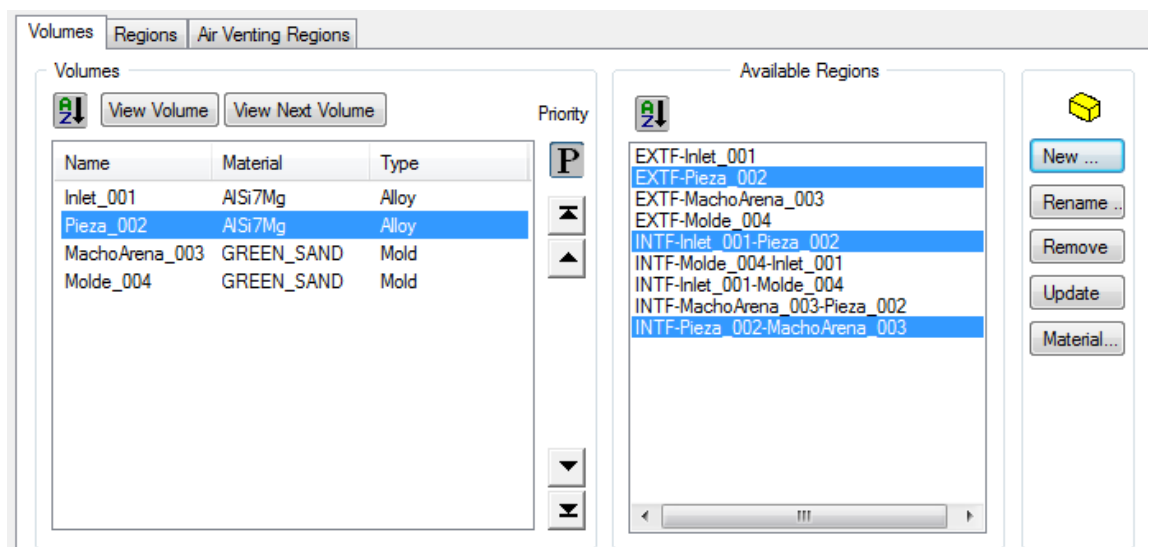 Volumes Regions Air Venting Regions
Volumes
View Volume View Next Volume Priority
P
Name Material Type
Inlet_001 AlSi7Mg Alloy
Pieza_002 AlSi7Mg Alloy
MachoArena_003 GREEN_SAND Mold
Molde_004 GREEN_SAND Mold
Available Regions
EXTF-Inlet_001
EXTF-Pieza_002
EXTF-MachoArena_003
EXTF-Molde_004
INTF-Inlet_001-Pieza_002
INTF-Molde_004-Inlet_001
INTF-Inlet_001-Molde_004
INTF-MachoArena_003-Pieza_002
INTF-Pieza_002-MachoArena_003
New ...
Rename ..
Remove
Update
Material...